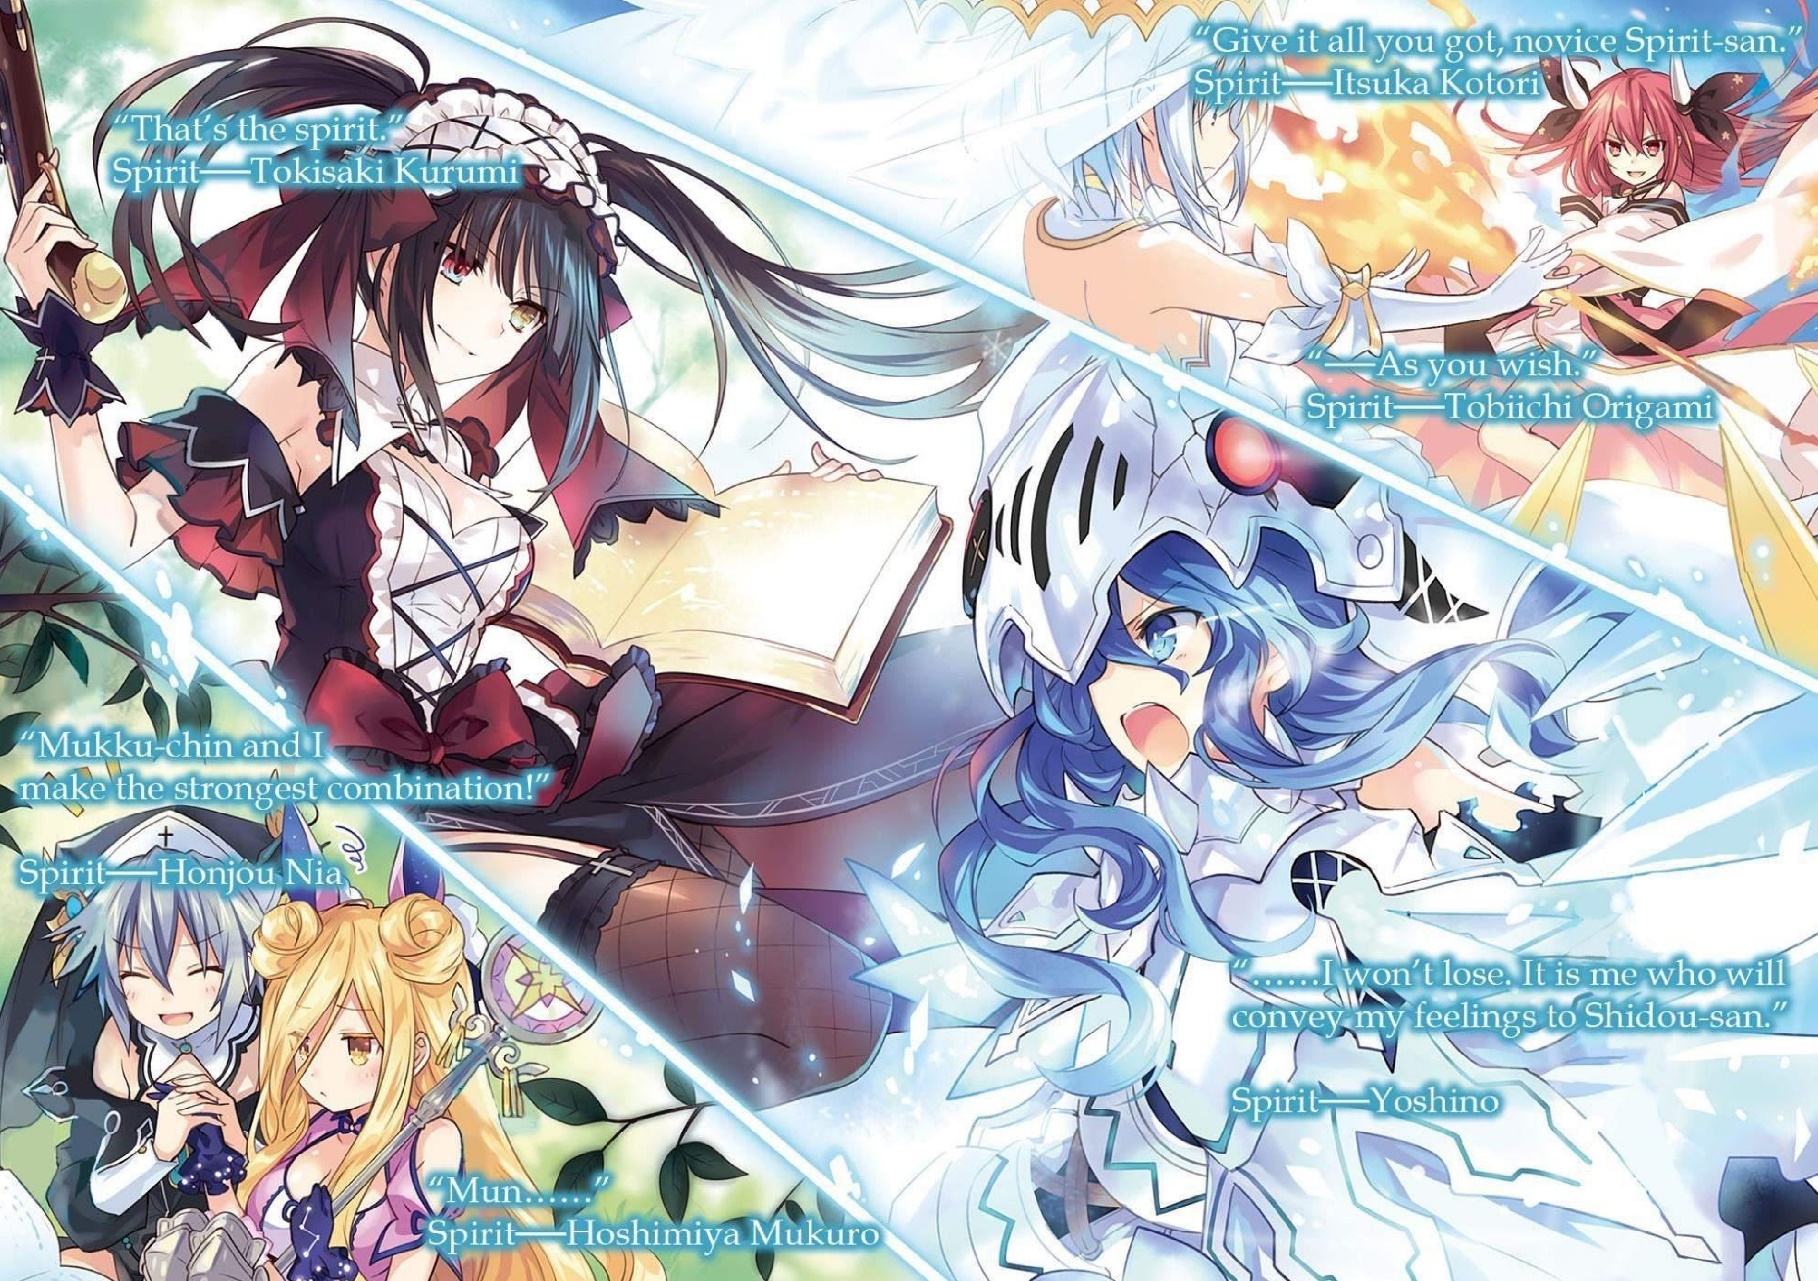 “That’s the spirit.”
Spirit──Tokisaki Kurumi
“Give it all you got, novice Spirit-san.”
Spirit──Itsuka Kotori
“──As you wish.”
Spirit──Tobiichi Origami
“Mukku-chin and I
make the strongest combination!”
Spirit──Honjou Nia
“Mun……”
Spirit──Hoshimiya Mukuro
“……I won’t lose. It is me who will
convey my feelings to Shidou-san.”
Spirit──Yoshino